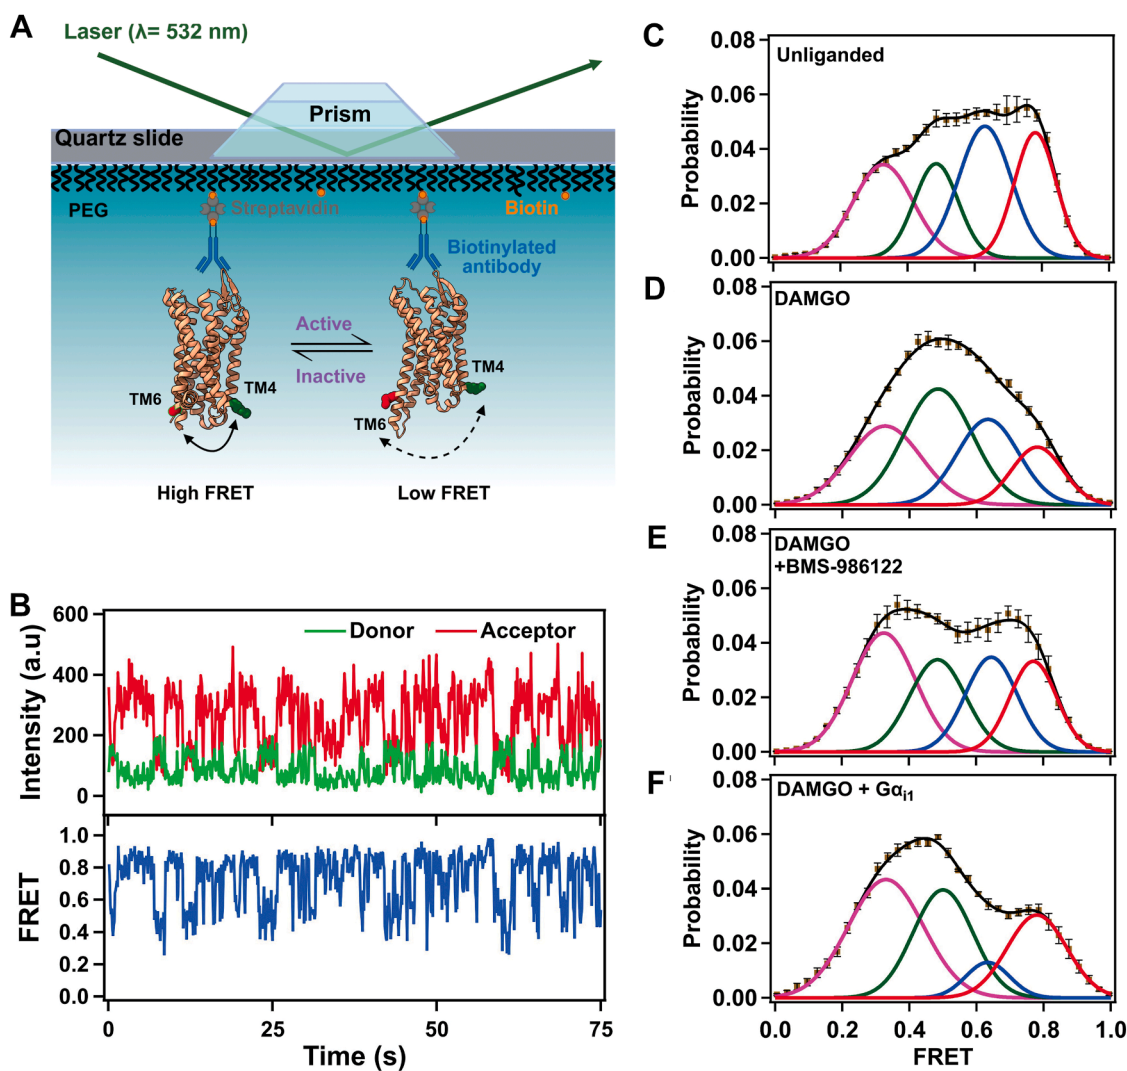 A
Laser (λ= 532 nm)
Prism
Quartz slide
PEG
Streptavidin
Biotin
Biotinylated
antibody
Active
Inactive
TM6
TM4
TM6
TM4
High FRET
Low FRET
B
Intensity (a.u)
600
400
200
0
Donor
Acceptor
FRET
1.0
0.8
0.6
0.4
0.2
0.0
0
25
50
75
Time (s)
C
Probability
0.08
0.06
0.04
0.02
0.00
Unliganded
D
Probability
0.08
0.06
0.04
0.02
0.00
DAMGO
E
Probability
0.08
0.06
0.04
0.02
0.00
DAMGO
+BMS-986122
F
Probability
0.08
0.06
0.04
0.02
0.00
DAMGO + Gαi1
0.0 0.2 0.4 0.6 0.8 1.0
FRET